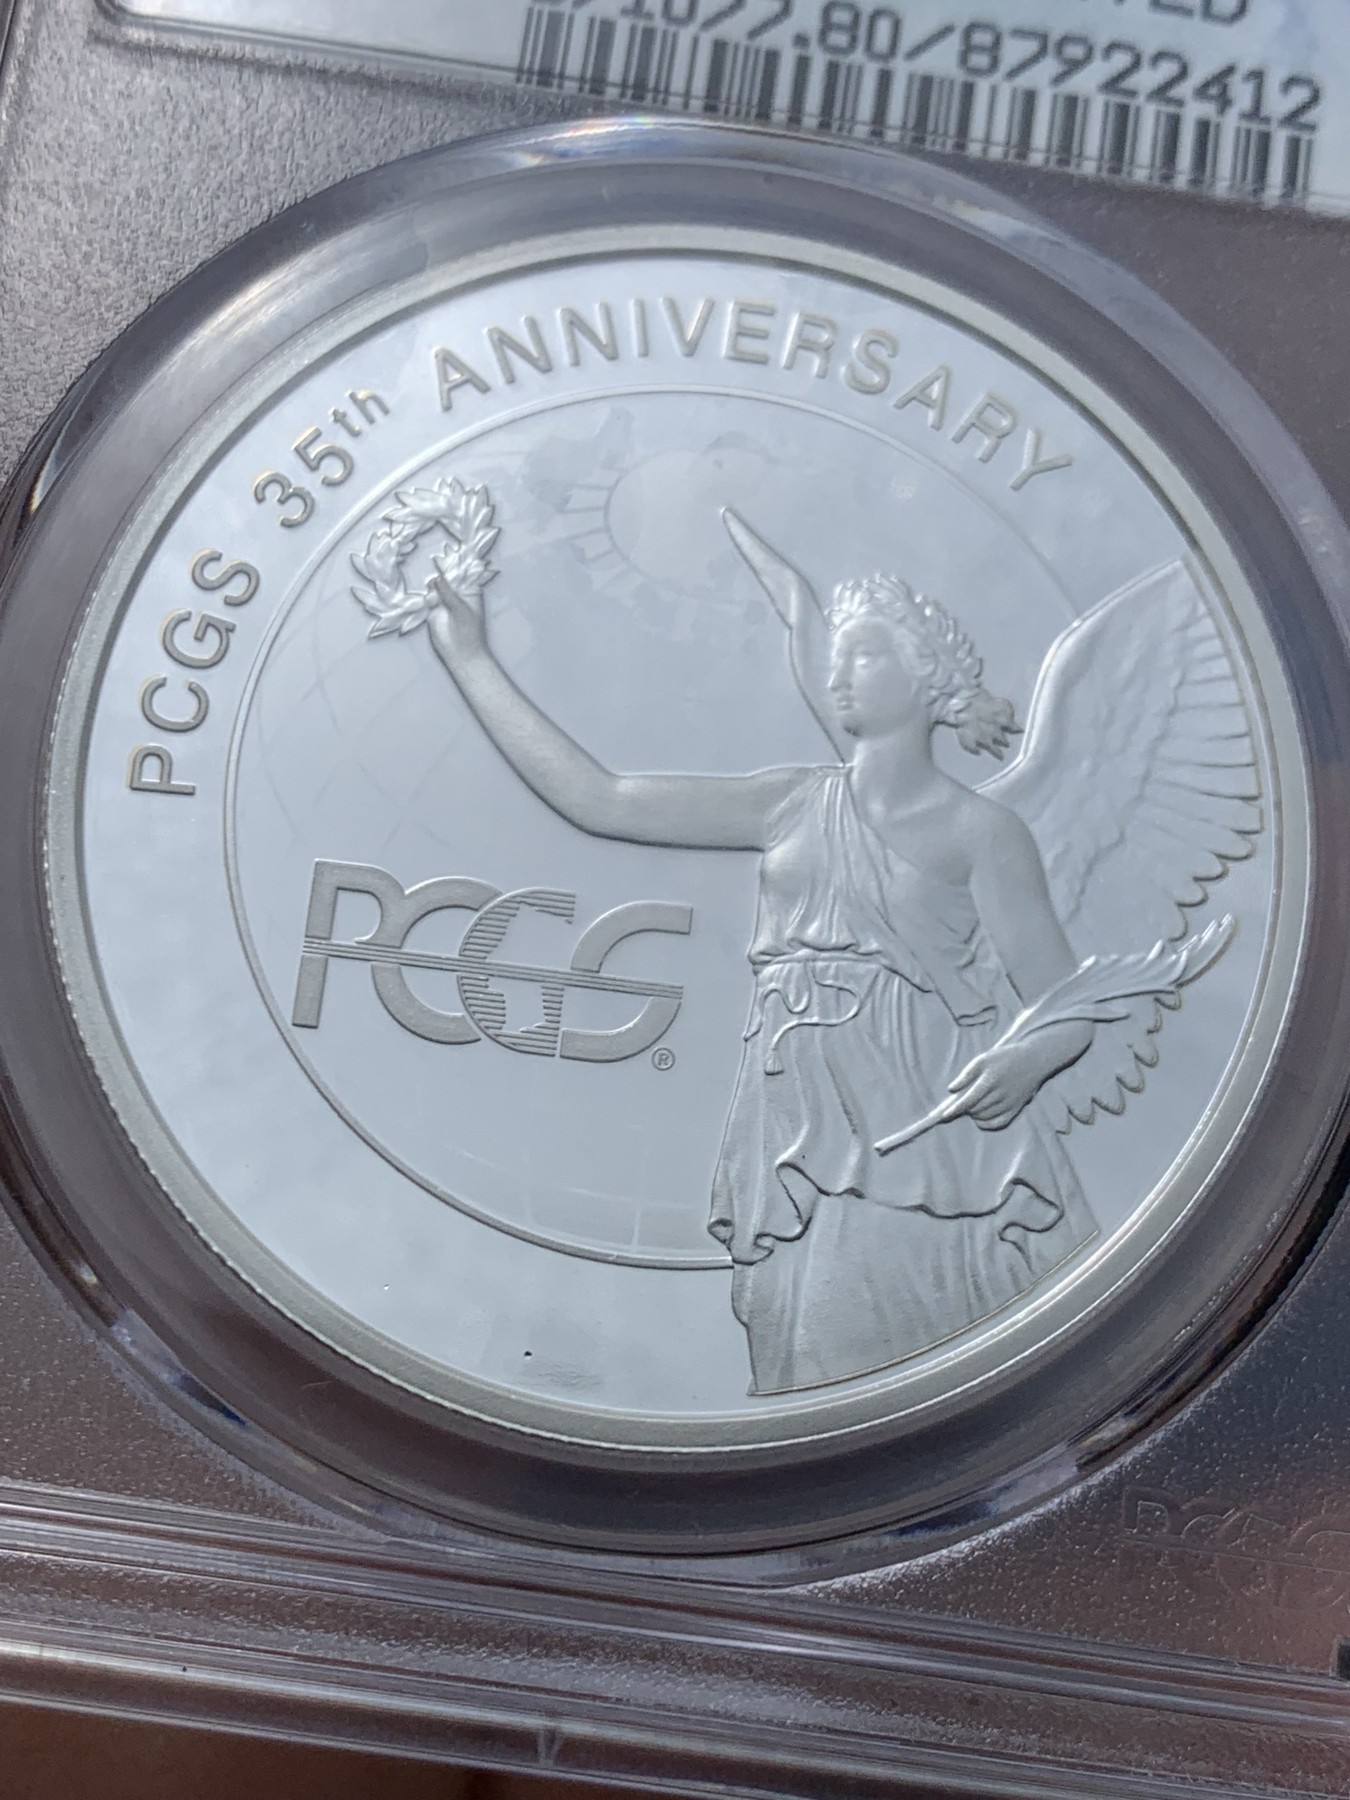 .80/87922412
PCGS 35th ANNIVERSARY
PCGS ®